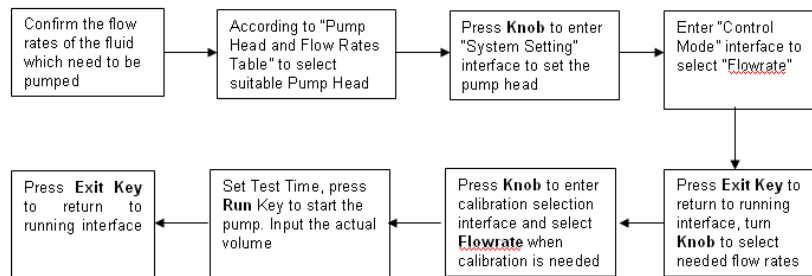 Confirm the flow
rates of the fluid
which need to be
pumped
According to "Pump
Head and Flow Rates
Table" to select
suitable Pump Head
Press Knob to enter
"System Setting"
interface to set the
pump head
Enter "Control
Mode" interface to
select "Flowrate"
Press Exit Key to
return to running
interface, turn
Knob to select
needed flow rates
Press Knob to enter
calibration selection
interface and select
Flowrate when
calibration is needed
Set Test Time, press
Run Key to start the
pump. Input the actual
volume
Press Exit Key
to return to
running interface